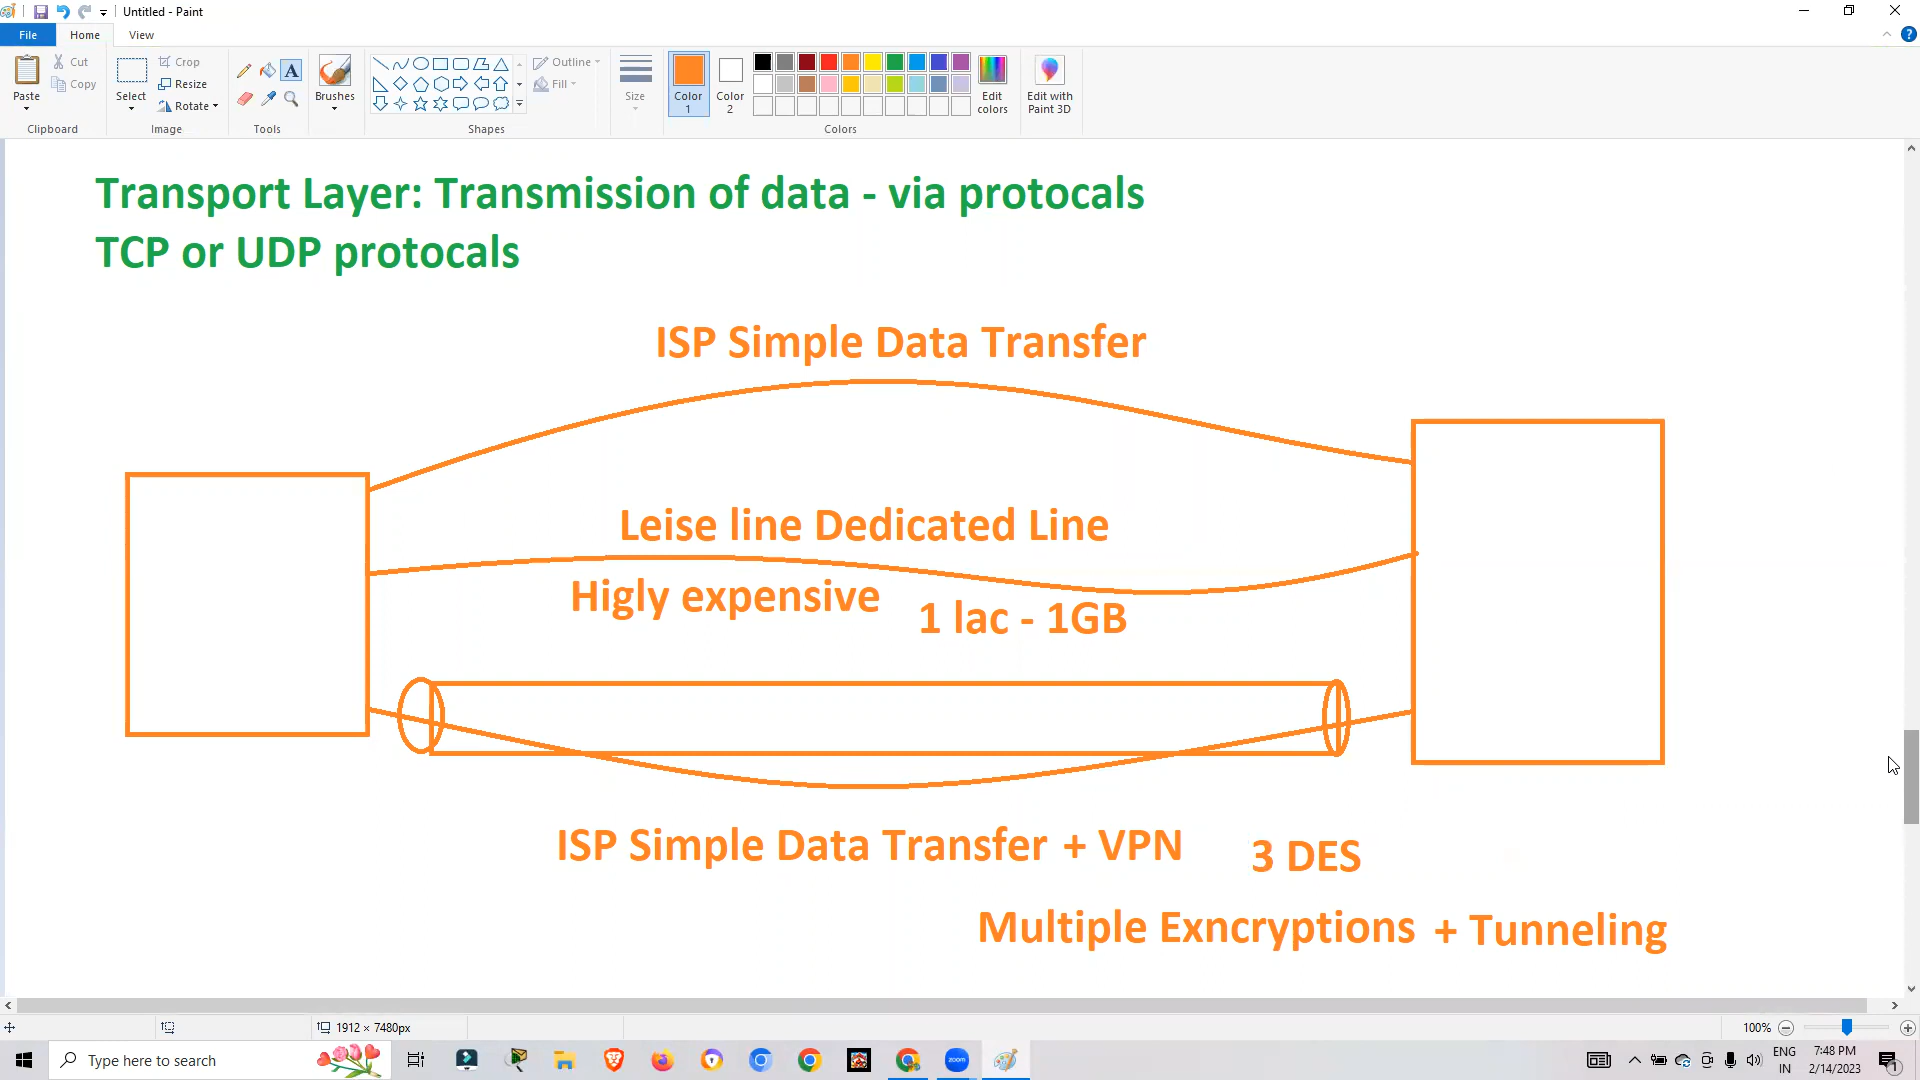 Untitled - Paint
File
Home
View
Paste
Cut
Copy
Clipboard
Select
Crop
Resize
Rotate
Image
Tools
Brushes
Shapes
Outline
Fill
Size
Color 1
Color 2
Edit colors
Edit with Paint 3D
Colors
Transport Layer: Transmission of data - via protocals
TCP or UDP protocals
ISP Simple Data Transfer
Leise line Dedicated Line
Higly expensive
1 lac - 1GB
ISP Simple Data Transfer + VPN
3 DES
Multiple Exncryptions + Tunneling
1912 × 7480px
100%
Type here to search
zoom
ENG
IN
7:48 PM
2/14/2023
1